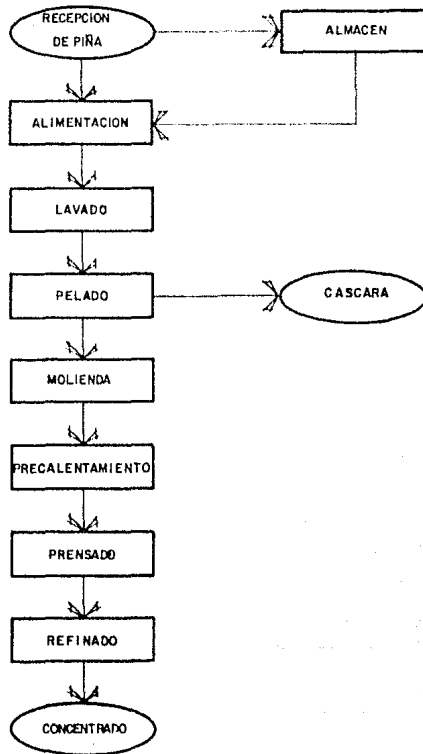 RECEPCION
DE PIÑA
ALMACEN
ALIMENTACION
LAVADO
PELADO
CASCARA
MOLIENDA
PRECALENTAMIENTO
PRENSADO
REFINADO
CONCENTRADO